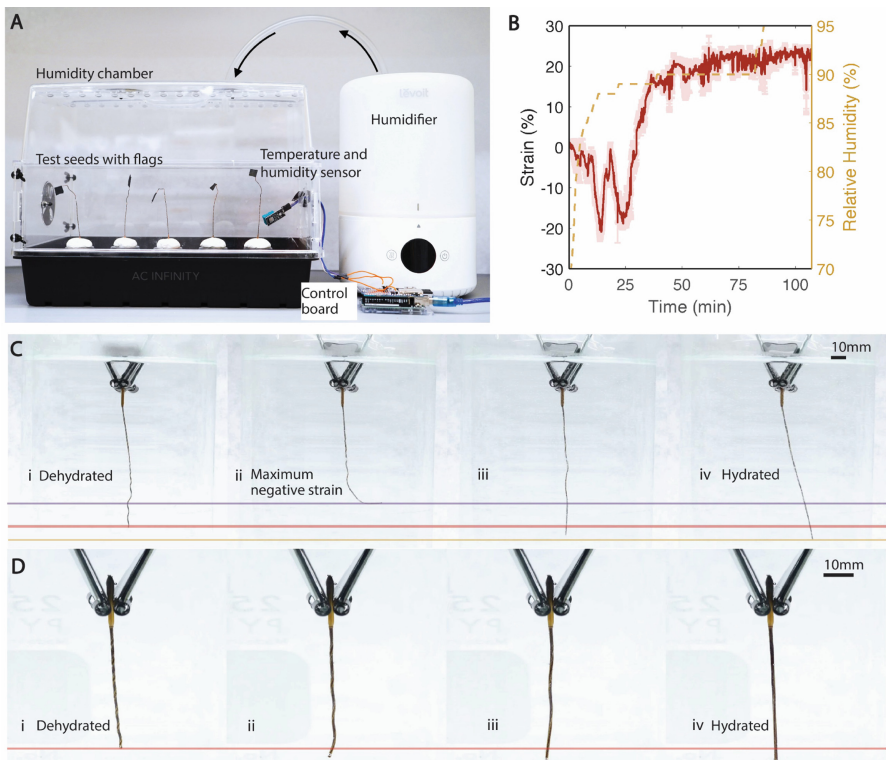 A
Humidity chamber
levoit
Humidifier
Test seeds with flags
Temperature and
humidity sensor
AC INFINITY
Control
board
B
30
20
10
0
-10
-20
-30
Strain (%)
95
90
85
80
75
70
Relative Humidity (%)
0
25
50
75
100
Time (min)
C
10mm
i Dehydrated
ii Maximum
negative strain
iii
iv Hydrated
D
10mm
i Dehydrated
ii
iii
iv Hydrated